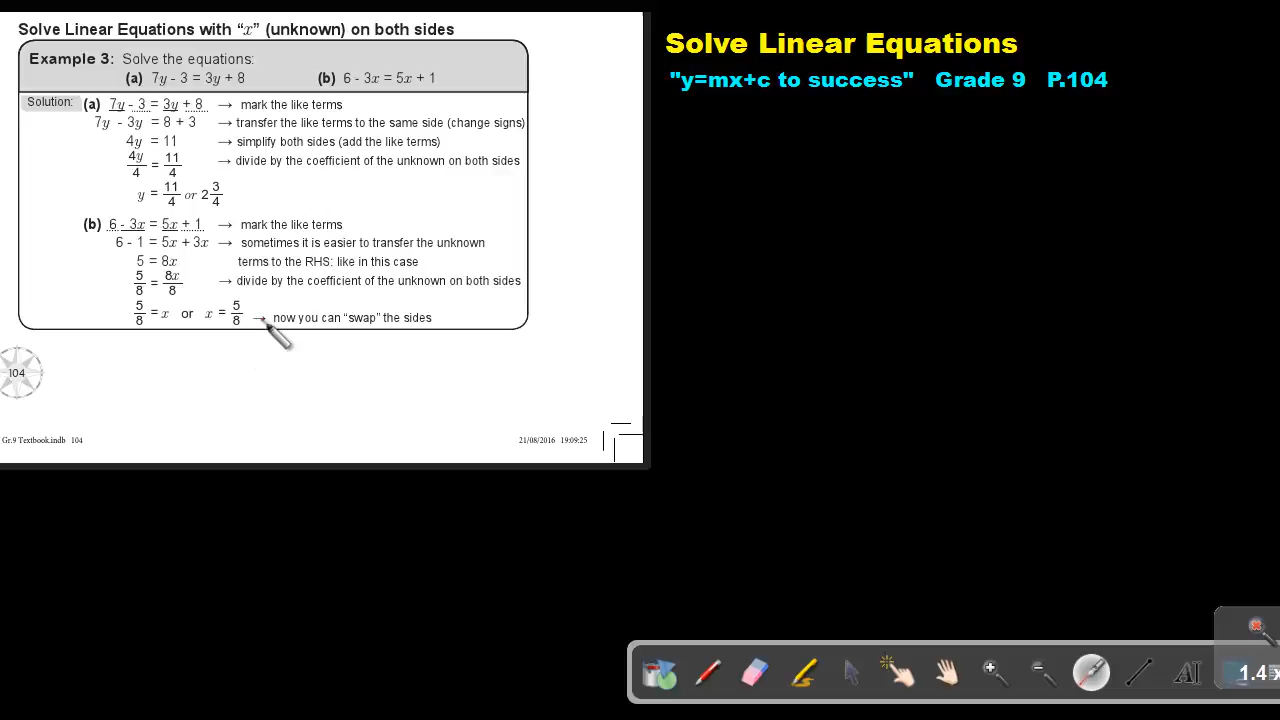 Solve Linear Equations with “x” (unknown) on both sides
Example 3: Solve the equations:
(a) 7y - 3 = 3y + 8 (b) 6 - 3x = 5x + 1
Solution: (a) 7y - 3 = 3y + 8 → mark the like terms
7y - 3y = 8 + 3 → transfer the like terms to the same side (change signs)
4y = 11 → simplify both sides (add the like terms)
4y/4 = 11/4 → divide by the coefficient of the unknown on both sides
y = 11/4 or 2 3/4
(b) 6 - 3x = 5x + 1 → mark the like terms
6 - 1 = 5x + 3x → sometimes it is easier to transfer the unknown
5 = 8x terms to the RHS: like in this case
5/8 = 8x/8 → divide by the coefficient of the unknown on both sides
5/8 = x or x = 5/8 → now you can “swap” the sides
104
Gr.9 Textbook.indb 104 21/08/2016 19:09:25
Solve Linear Equations
"y=mx+c to success" Grade 9 P.104
AI
1.4 x